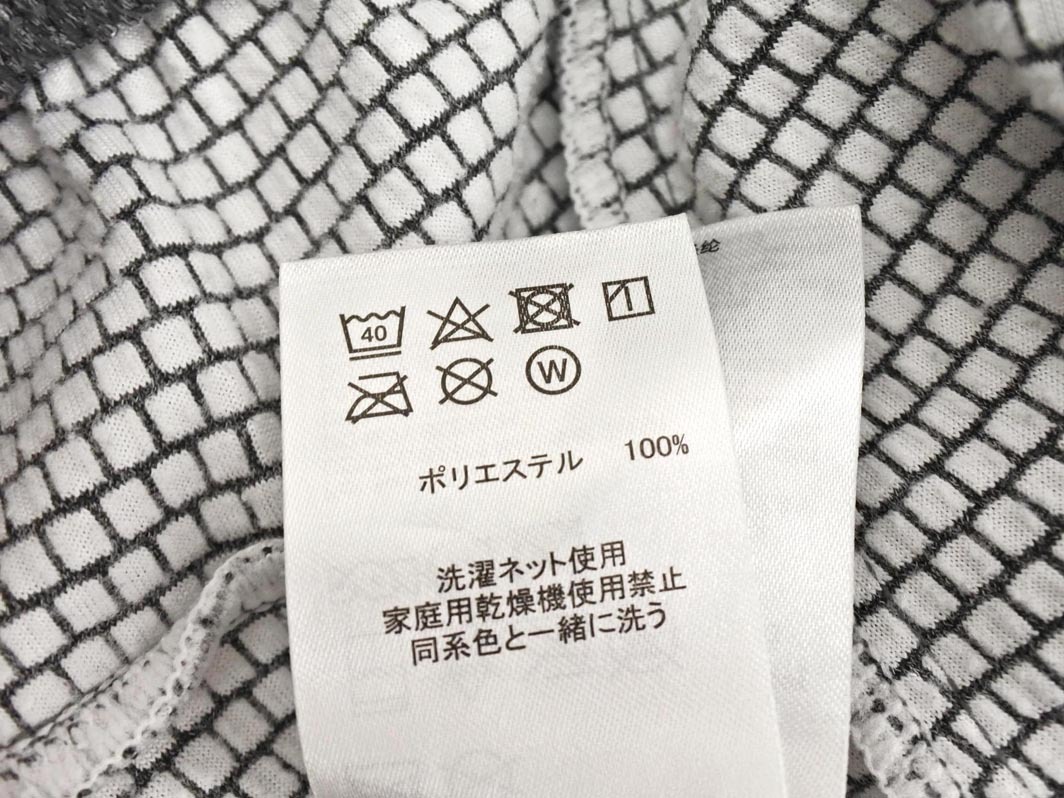 40
W
ポリエステル 100%
洗濯ネット使用
家庭用乾燥機使用禁止
同系色と一緒に洗う
纶